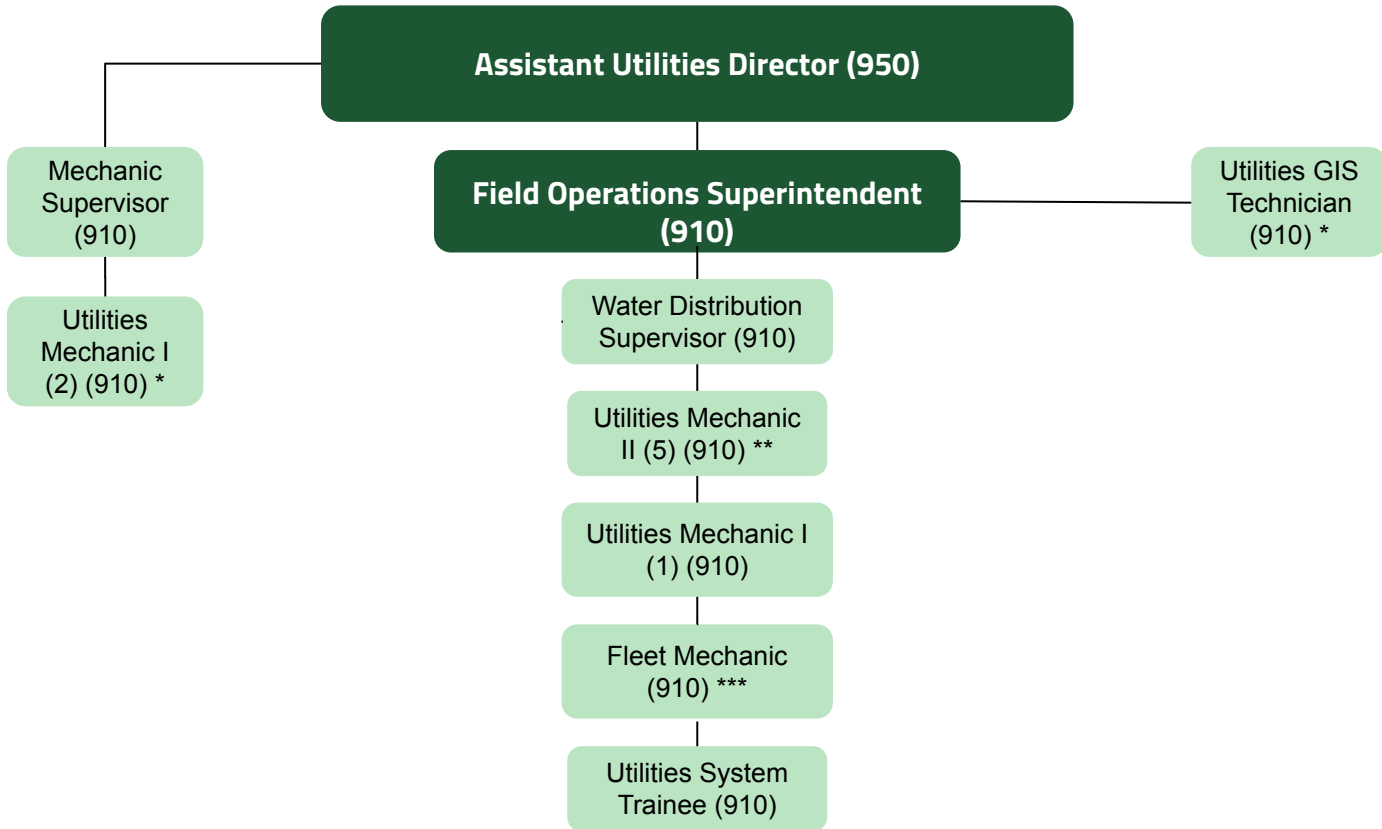 Assistant Utilities Director (950)
Mechanic
Supervisor
(910)
Field Operations Superintendent
(910)
Utilities GIS
Technician
(910) *
Utilities
Mechanic I
(2) (910) *
Water Distribution
Supervisor (910)
Utilities Mechanic
II (5) (910) **
Utilities Mechanic I
(1) (910)
Fleet Mechanic
(910) ***
Utilities System
Trainee (910)